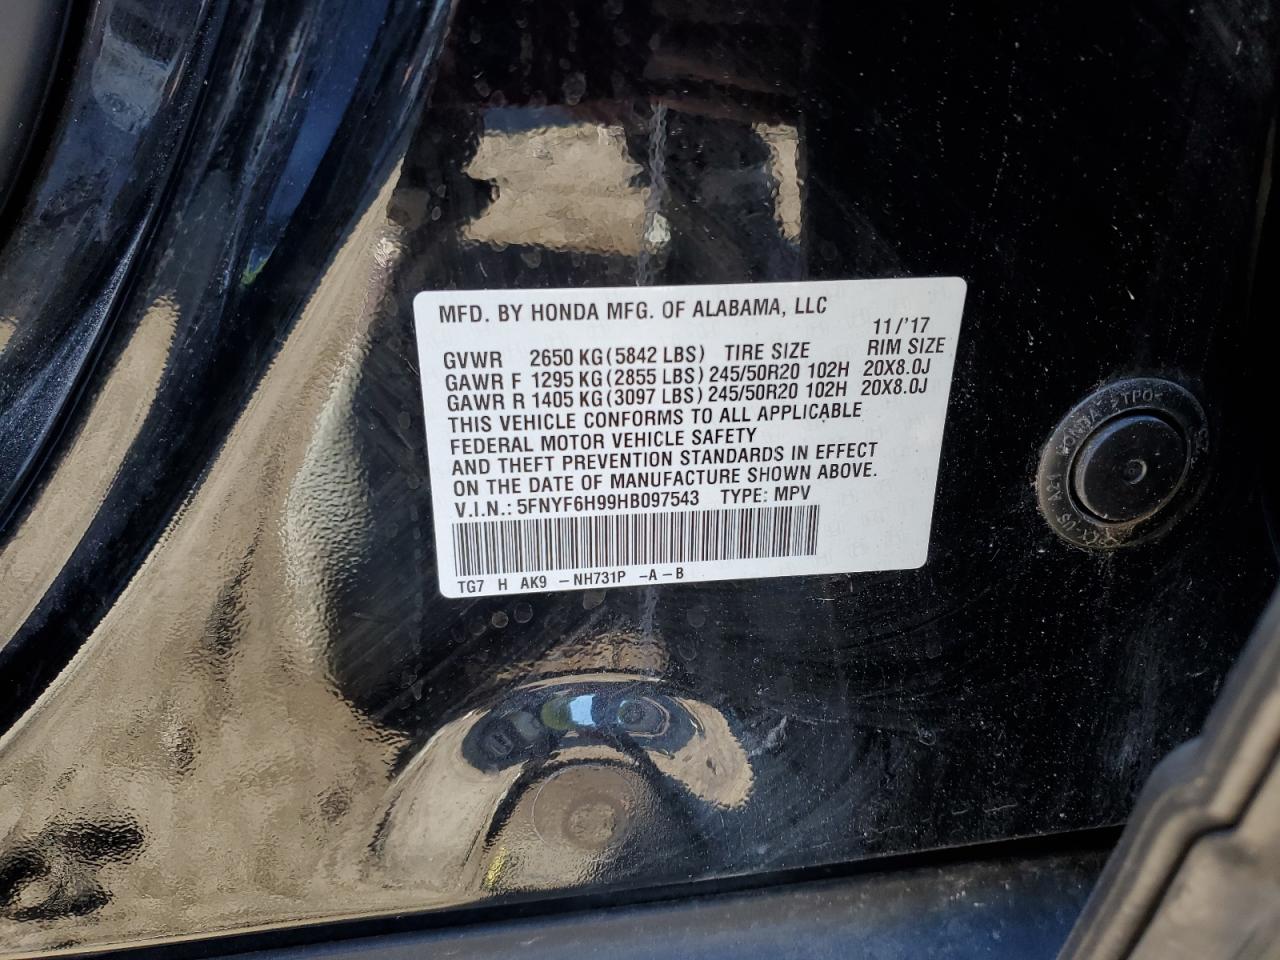 MFD. BY HONDA MFG. OF ALABAMA, LLC
11/'17
GVWR 2650 KG(5842 LBS) TIRE SIZE RIM SIZE
GAWR F 1295 KG(2855 LBS) 245/50R20 102H 20X8.0J
GAWR R 1405 KG(3097 LBS) 245/50R20 102H 20X8.0J
THIS VEHICLE CONFORMS TO ALL APPLICABLE
FEDERAL MOTOR VEHICLE SAFETY
AND THEFT PREVENTION STANDARDS IN EFFECT
ON THE DATE OF MANUFACTURE SHOWN ABOVE.
V.I.N.: 5FNYF6H99HB097543 TYPE: MPV
TG7 H AK9 -NH731P -A-B
HONDA